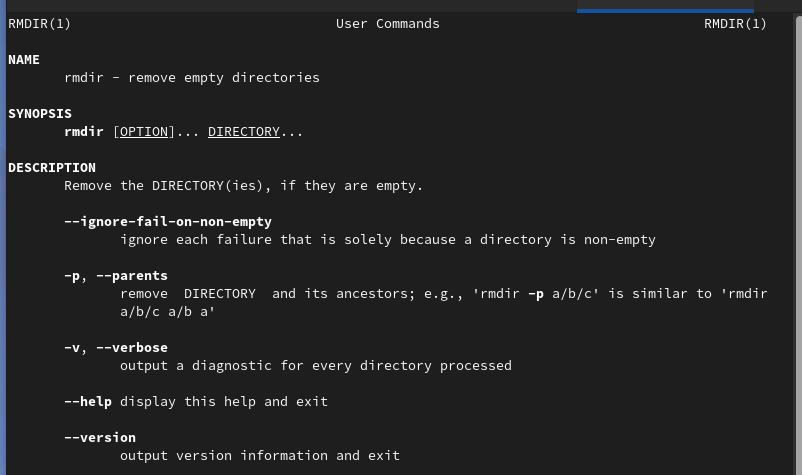 RMDIR(1) User Commands RMDIR(1)
NAME
rmdir - remove empty directories
SYNOPSIS
rmdir [OPTION]... DIRECTORY...
DESCRIPTION
Remove the DIRECTORY(ies), if they are empty.
--ignore-fail-on-non-empty
ignore each failure that is solely because a directory is non-empty
-p, --parents
remove DIRECTORY and its ancestors; e.g., 'rmdir -p a/b/c' is similar to 'rmdir
a/b/c a/b a'
-v, --verbose
output a diagnostic for every directory processed
--help display this help and exit
--version
output version information and exit